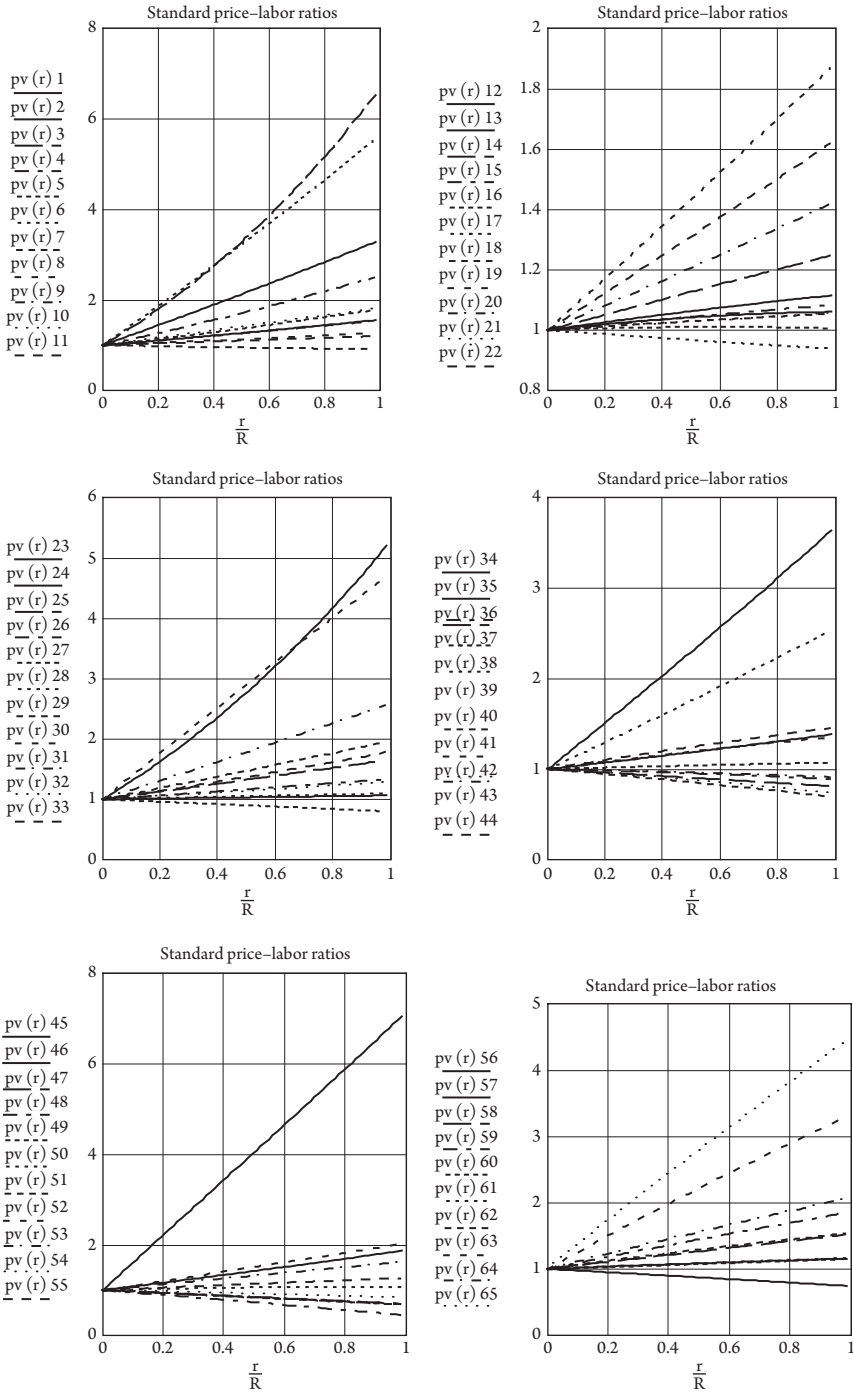 Standard price–labor ratios
8
6
4
2
0
0
0.2
0.4
0.6
0.8
1
r
R
pv (r) 1
pv (r) 2
pv (r) 3
pv (r) 4
pv (r) 5
pv (r) 6
pv (r) 7
pv (r) 8
pv (r) 9
pv (r) 10
pv (r) 11
Standard price–labor ratios
2
1.8
1.6
1.4
1.2
1
0.8
0
0.2
0.4
0.6
0.8
1
r
R
pv (r) 12
pv (r) 13
pv (r) 14
pv (r) 15
pv (r) 16
pv (r) 17
pv (r) 18
pv (r) 19
pv (r) 20
pv (r) 21
pv (r) 22
Standard price–labor ratios
6
5
4
3
2
1
0
0
0.2
0.4
0.6
0.8
1
r
R
pv (r) 23
pv (r) 24
pv (r) 25
pv (r) 26
pv (r) 27
pv (r) 28
pv (r) 29
pv (r) 30
pv (r) 31
pv (r) 32
pv (r) 33
Standard price–labor ratios
4
3
2
1
0
0
0.2
0.4
0.6
0.8
1
r
R
pv (r) 34
pv (r) 35
pv (r) 36
pv (r) 37
pv (r) 38
pv (r) 39
pv (r) 40
pv (r) 41
pv (r) 42
pv (r) 43
pv (r) 44
Standard price–labor ratios
8
6
4
2
0
0
0.2
0.4
0.6
0.8
1
r
R
pv (r) 45
pv (r) 46
pv (r) 47
pv (r) 48
pv (r) 49
pv (r) 50
pv (r) 51
pv (r) 52
pv (r) 53
pv (r) 54
pv (r) 55
Standard price–labor ratios
5
4
3
2
1
0
0
0.2
0.4
0.6
0.8
1
r
R
pv (r) 56
pv (r) 57
pv (r) 58
pv (r) 59
pv (r) 60
pv (r) 61
pv (r) 62
pv (r) 63
pv (r) 64
pv (r) 65